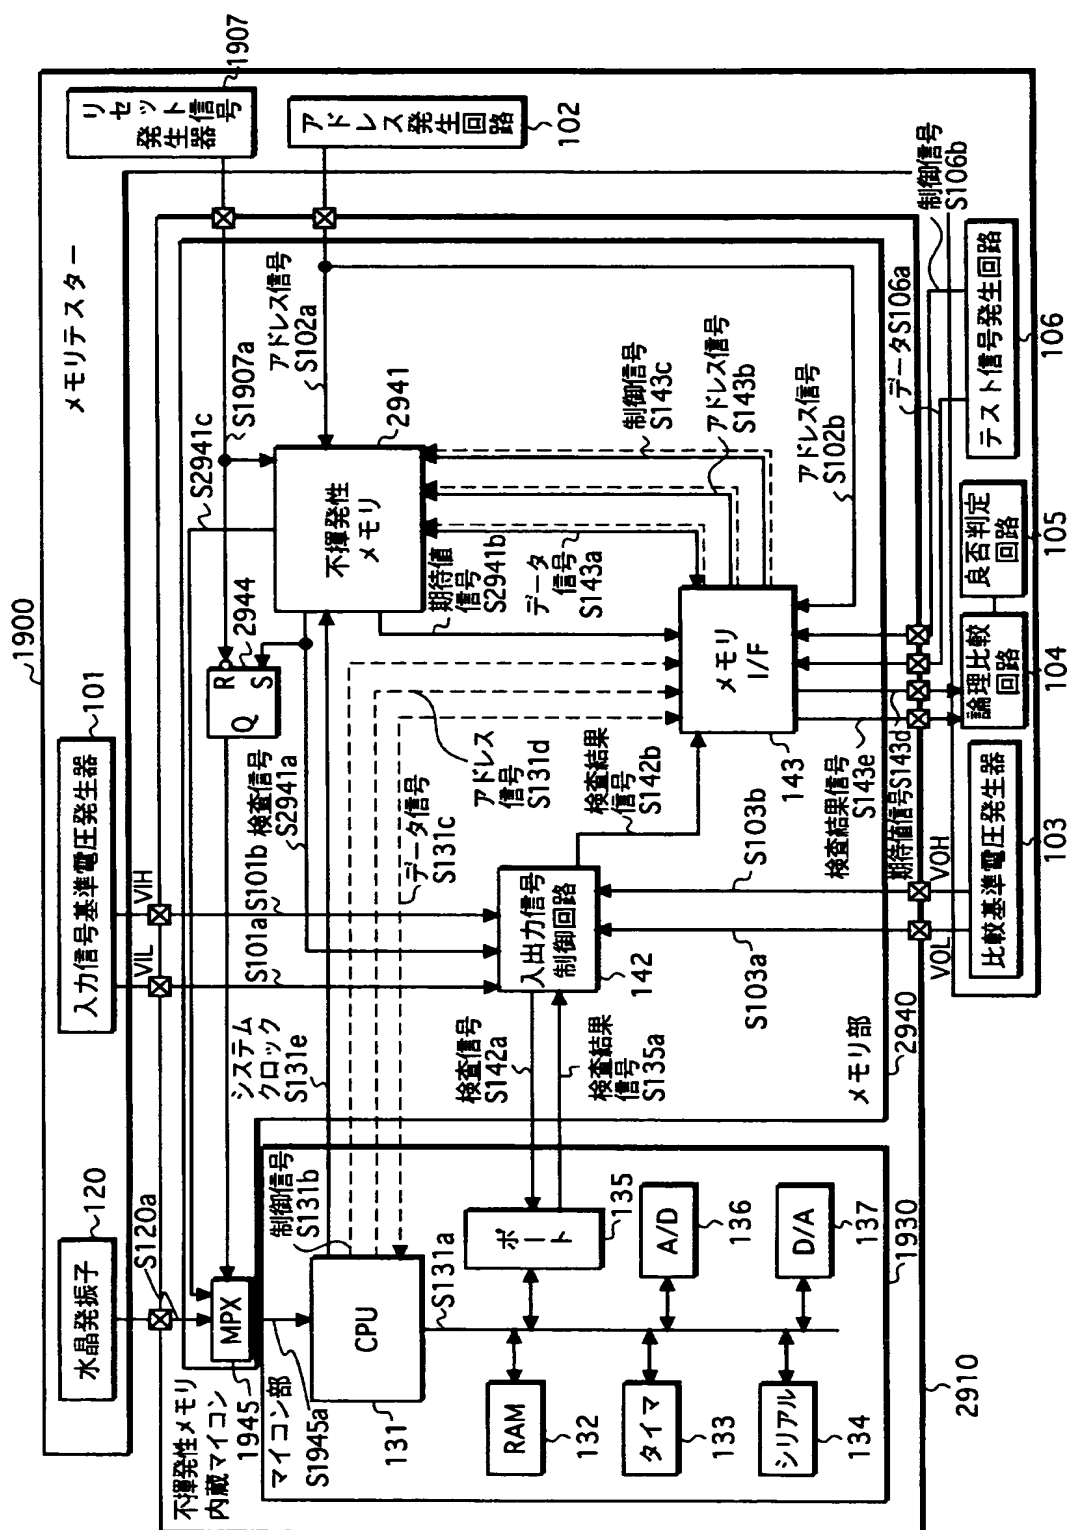 1900
メモリテスター
水晶発振子
120
入力信号基準電圧発生器
101
リセット信号
発生器
1907
アドレス発生回路
102
S120a
VIL
VIH
S101a
S101b
検査信号
S2941a
不揮発性メモリ
内蔵マイコン
1945
MPX
S1945a
R
S
Q
2944
S2941c
S1907a
アドレス信号
S102a
システム
クロック
S131e
不揮発性
メモリ
2941
マイコン部
制御信号
S131b
CPU
131
S131a
データ信号
S131c
アドレス
信号
S131d
期待値
信号
S2941b
データ
信号
S143a
制御信号
S143c
アドレス信号
S143b
アドレス信号
S102b
検査信号
S142a
検査結果
信号
S135a
入出力信号
制御回路
142
検査結果
信号
S142b
メモリ
I/F
143
ポート
135
RAM
132
A/D
136
タイマ
133
D/A
137
シリアル
134
1930
2910
メモリ部
2940
S103a
S103b
VOL
VOH
比較基準電圧発生器
103
検査結果信号
S143e
期待値信号S143d
論理比較
回路
104
良否判定
回路
105
データS106a
制御信号
S106b
テスト信号発生回路
106